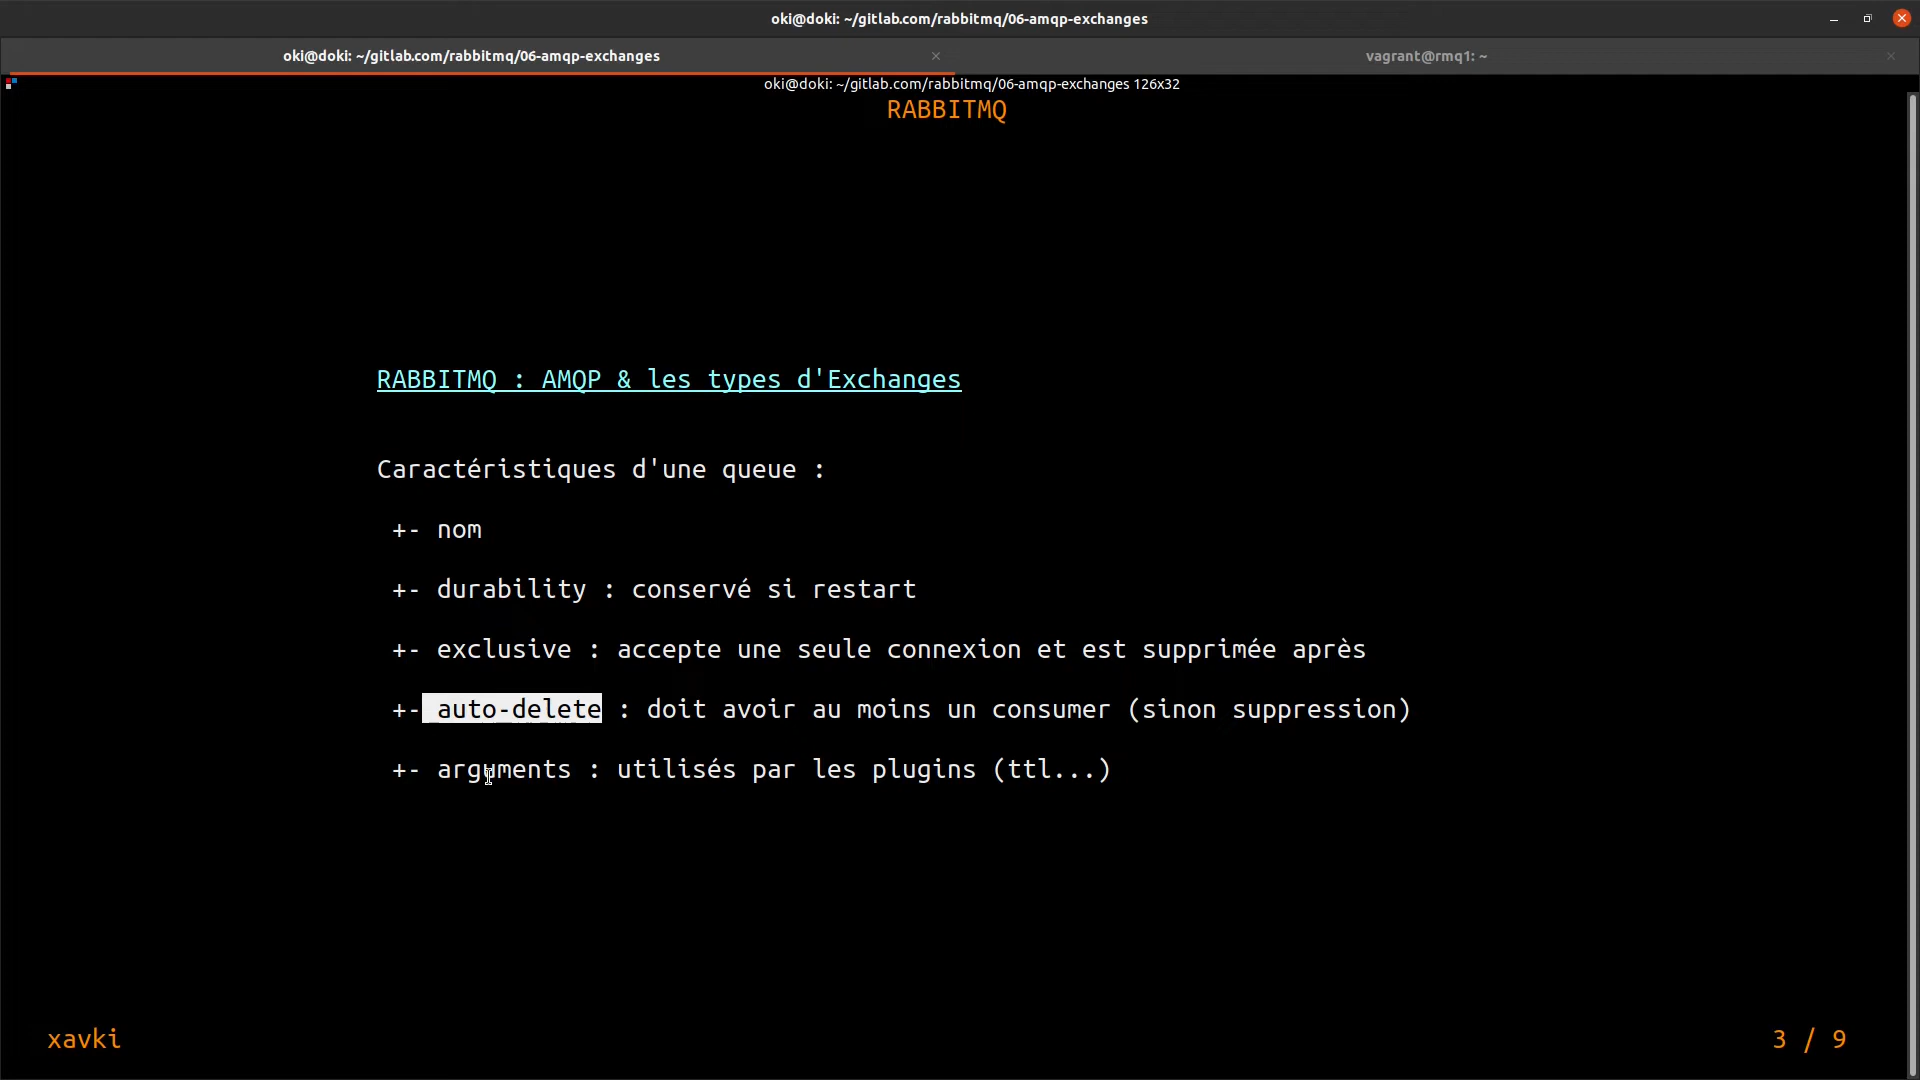 oki@doki: ~/gitlab.com/rabbitmq/06-amqp-exchanges
oki@doki: ~/gitlab.com/rabbitmq/06-amqp-exchanges
vagrant@rmq1: ~
oki@doki: ~/gitlab.com/rabbitmq/06-amqp-exchanges 126x32
RABBITMQ
RABBITMQ : AMQP & les types d'Exchanges
Caractéristiques d'une queue :
+- nom
+- durability : conservé si restart
+- exclusive : accepte une seule connexion et est supprimée après
+- auto-delete : doit avoir au moins un consumer (sinon suppression)
+- arguments : utilisés par les plugins (ttl...)
xavki
3 / 9